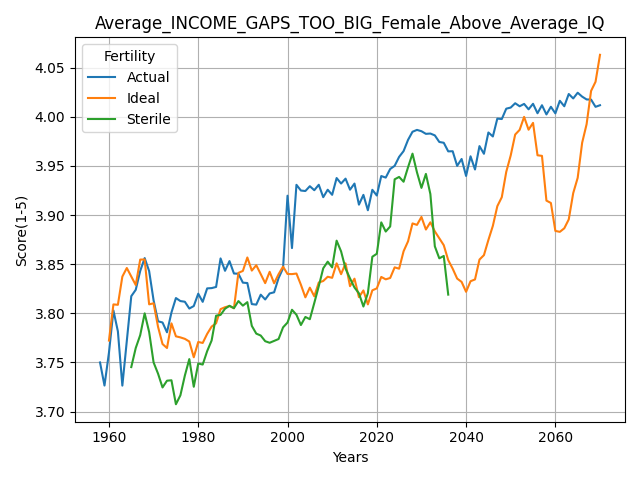 Average_INCOME_GAPS_TOO_BIG_Female_Above_Average_IQ
Fertility
Actual
Ideal
Sterile
4.05
4.00
3.95
3.90
3.85
3.80
3.75
3.70
Score(1-5)
1960 1980 2000 2020 2040 2060
Years